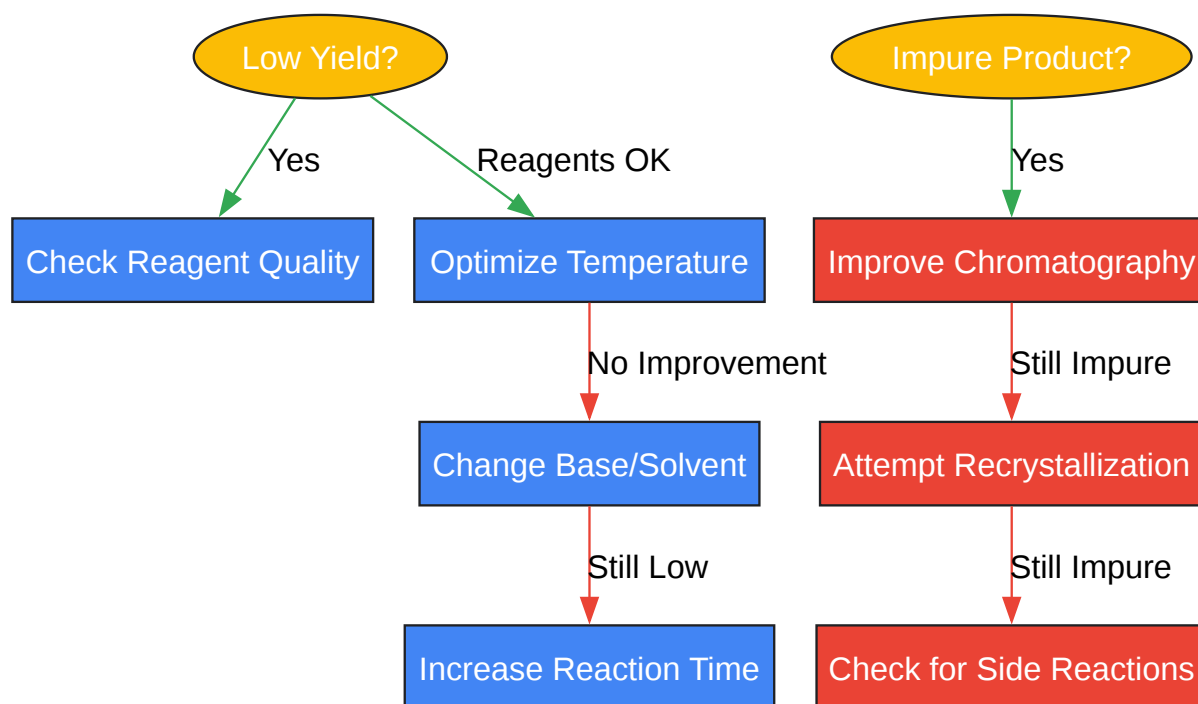 Low Yield?
Impure Product?
Yes
Reagents OK
Yes
Check Reagent Quality
Optimize Temperature
Improve Chromatography
No Improvement
Still Impure
Change Base/Solvent
Attempt Recrystallization
Still Low
Still Impure
Increase Reaction Time
Check for Side Reactions